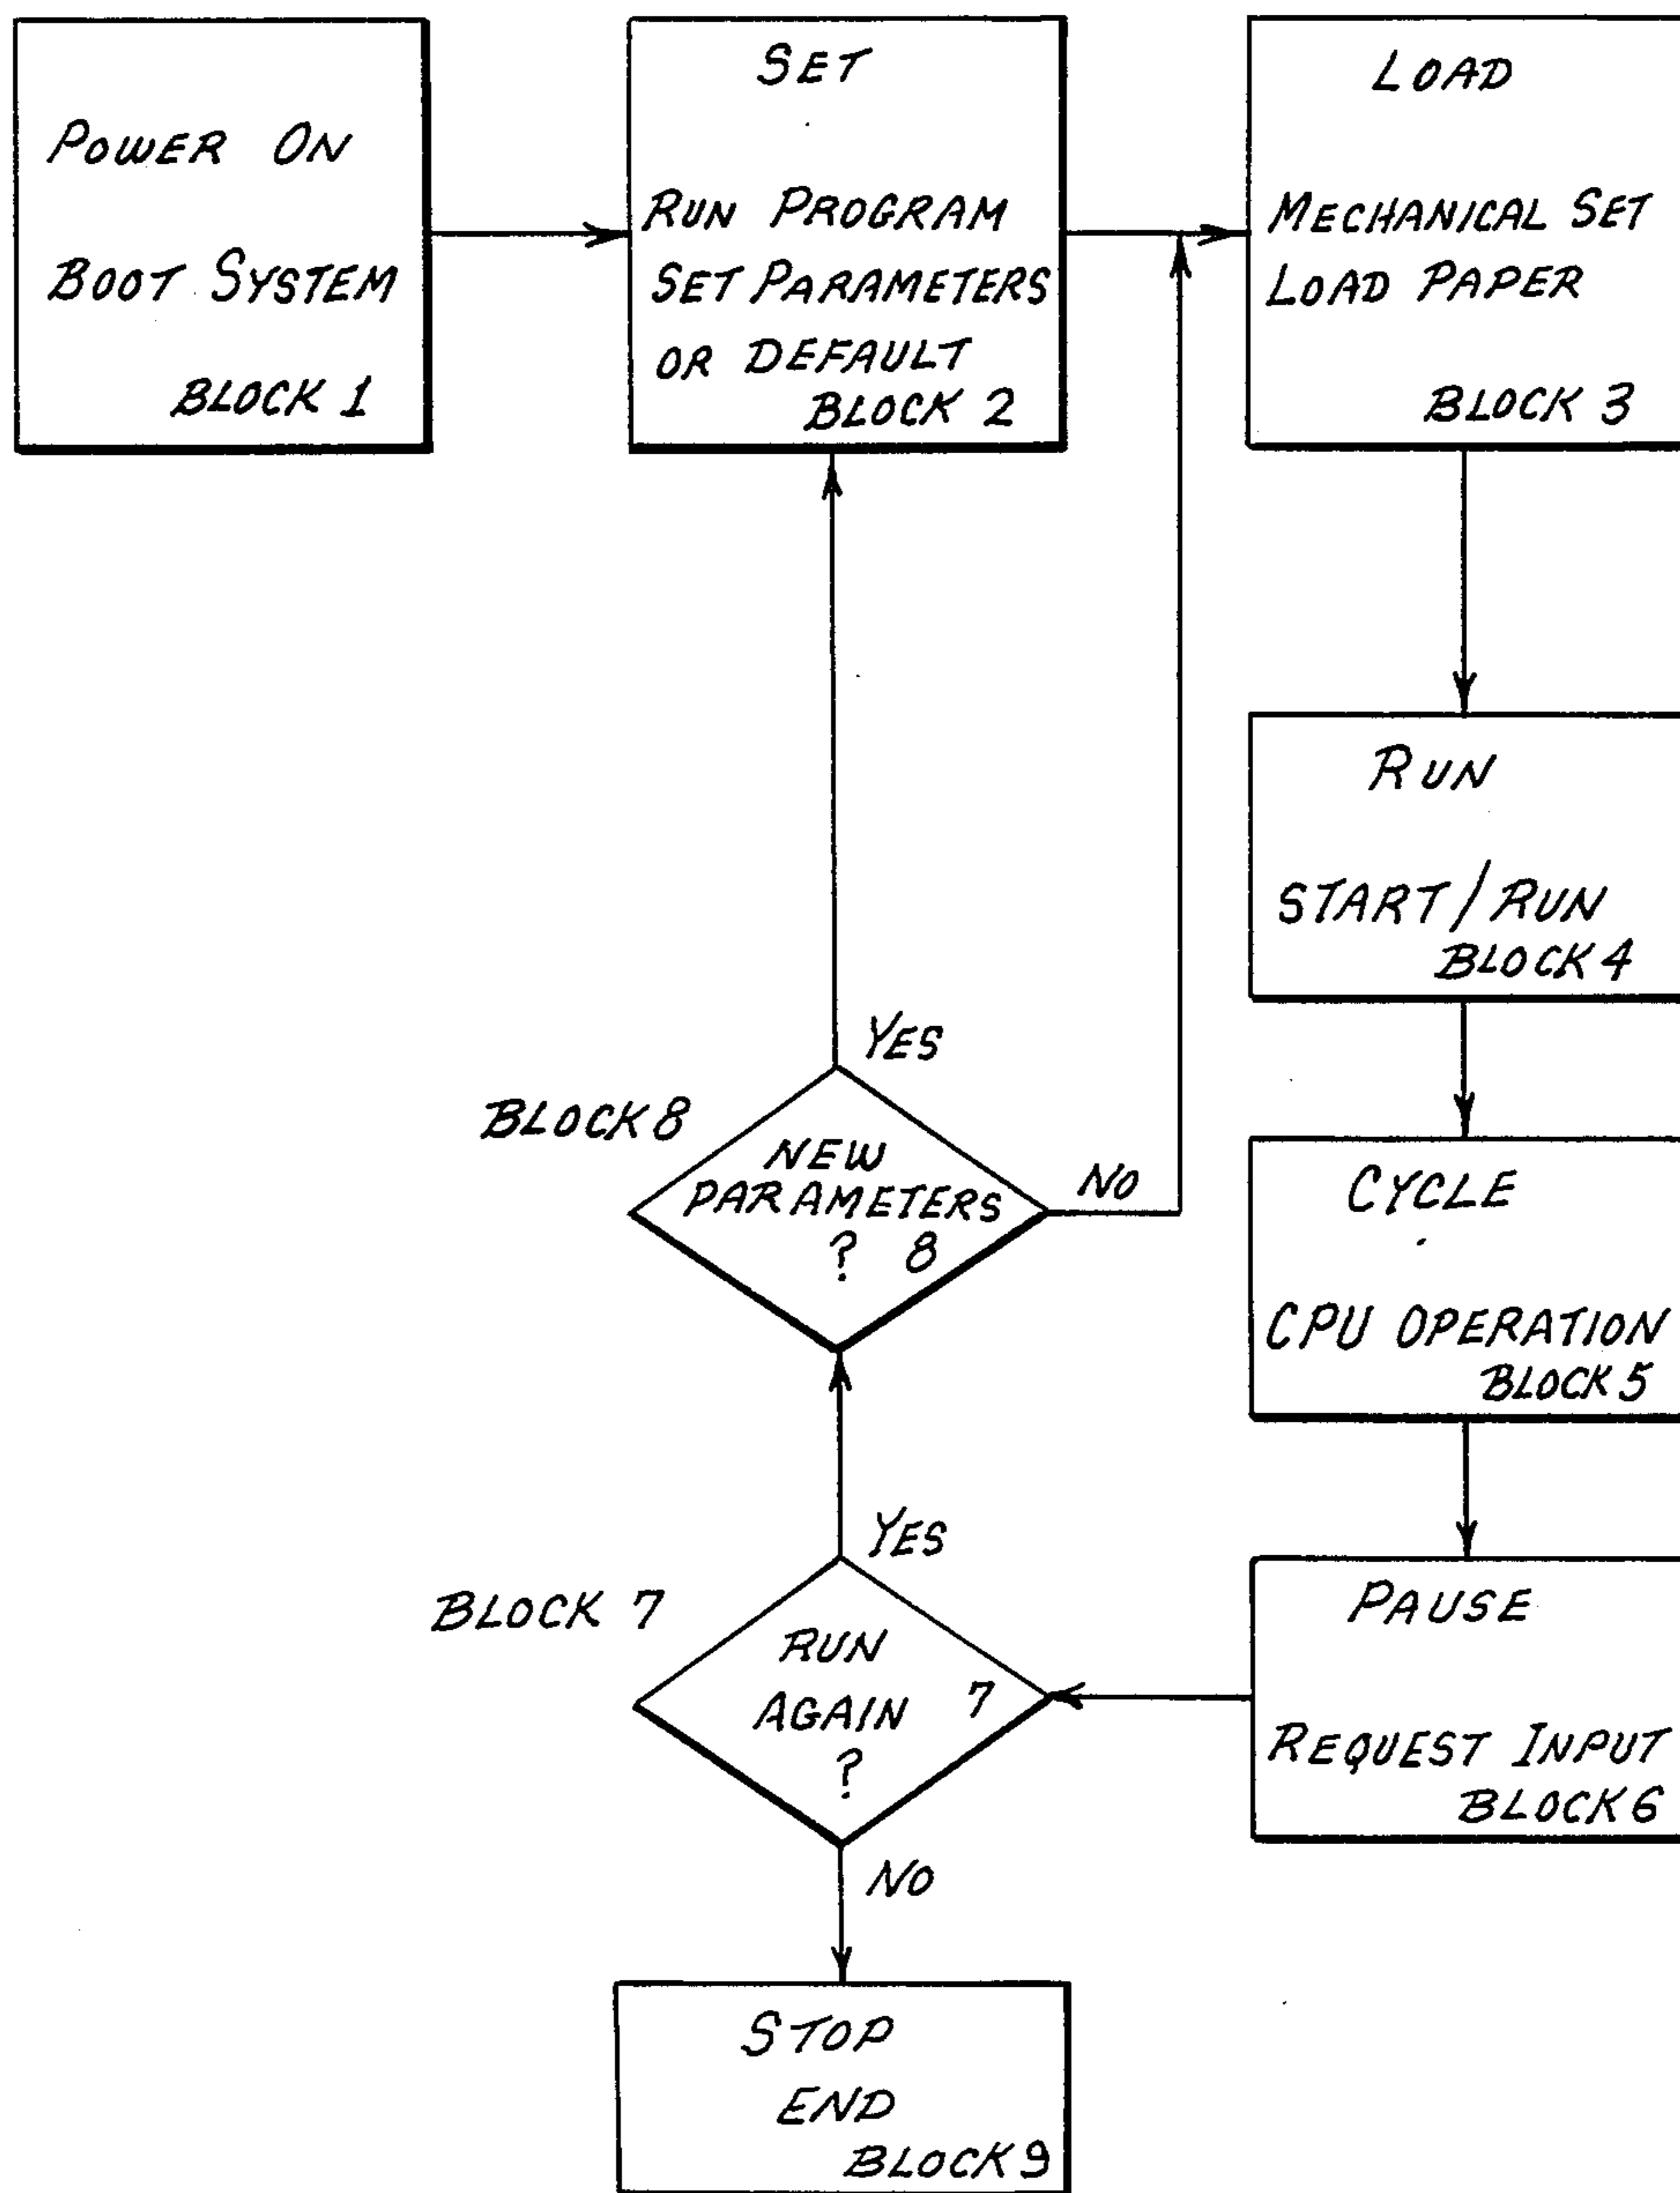 POWER ON
BOOT SYSTEM
BLOCK 1
SET
RUN PROGRAM
SET PARAMETERS
OR DEFAULT
BLOCK 2
LOAD
MECHANICAL SET
LOAD PAPER
BLOCK 3
RUN
START/RUN
BLOCK 4
CYCLE
CPU OPERATION
BLOCK 5
PAUSE
REQUEST INPUT
BLOCK 6
YES
BLOCK 7
RUN
AGAIN 7
?
NO
YES
BLOCK 8
NEW
PARAMETERS
? 8
NO
STOP
END
BLOCK 9